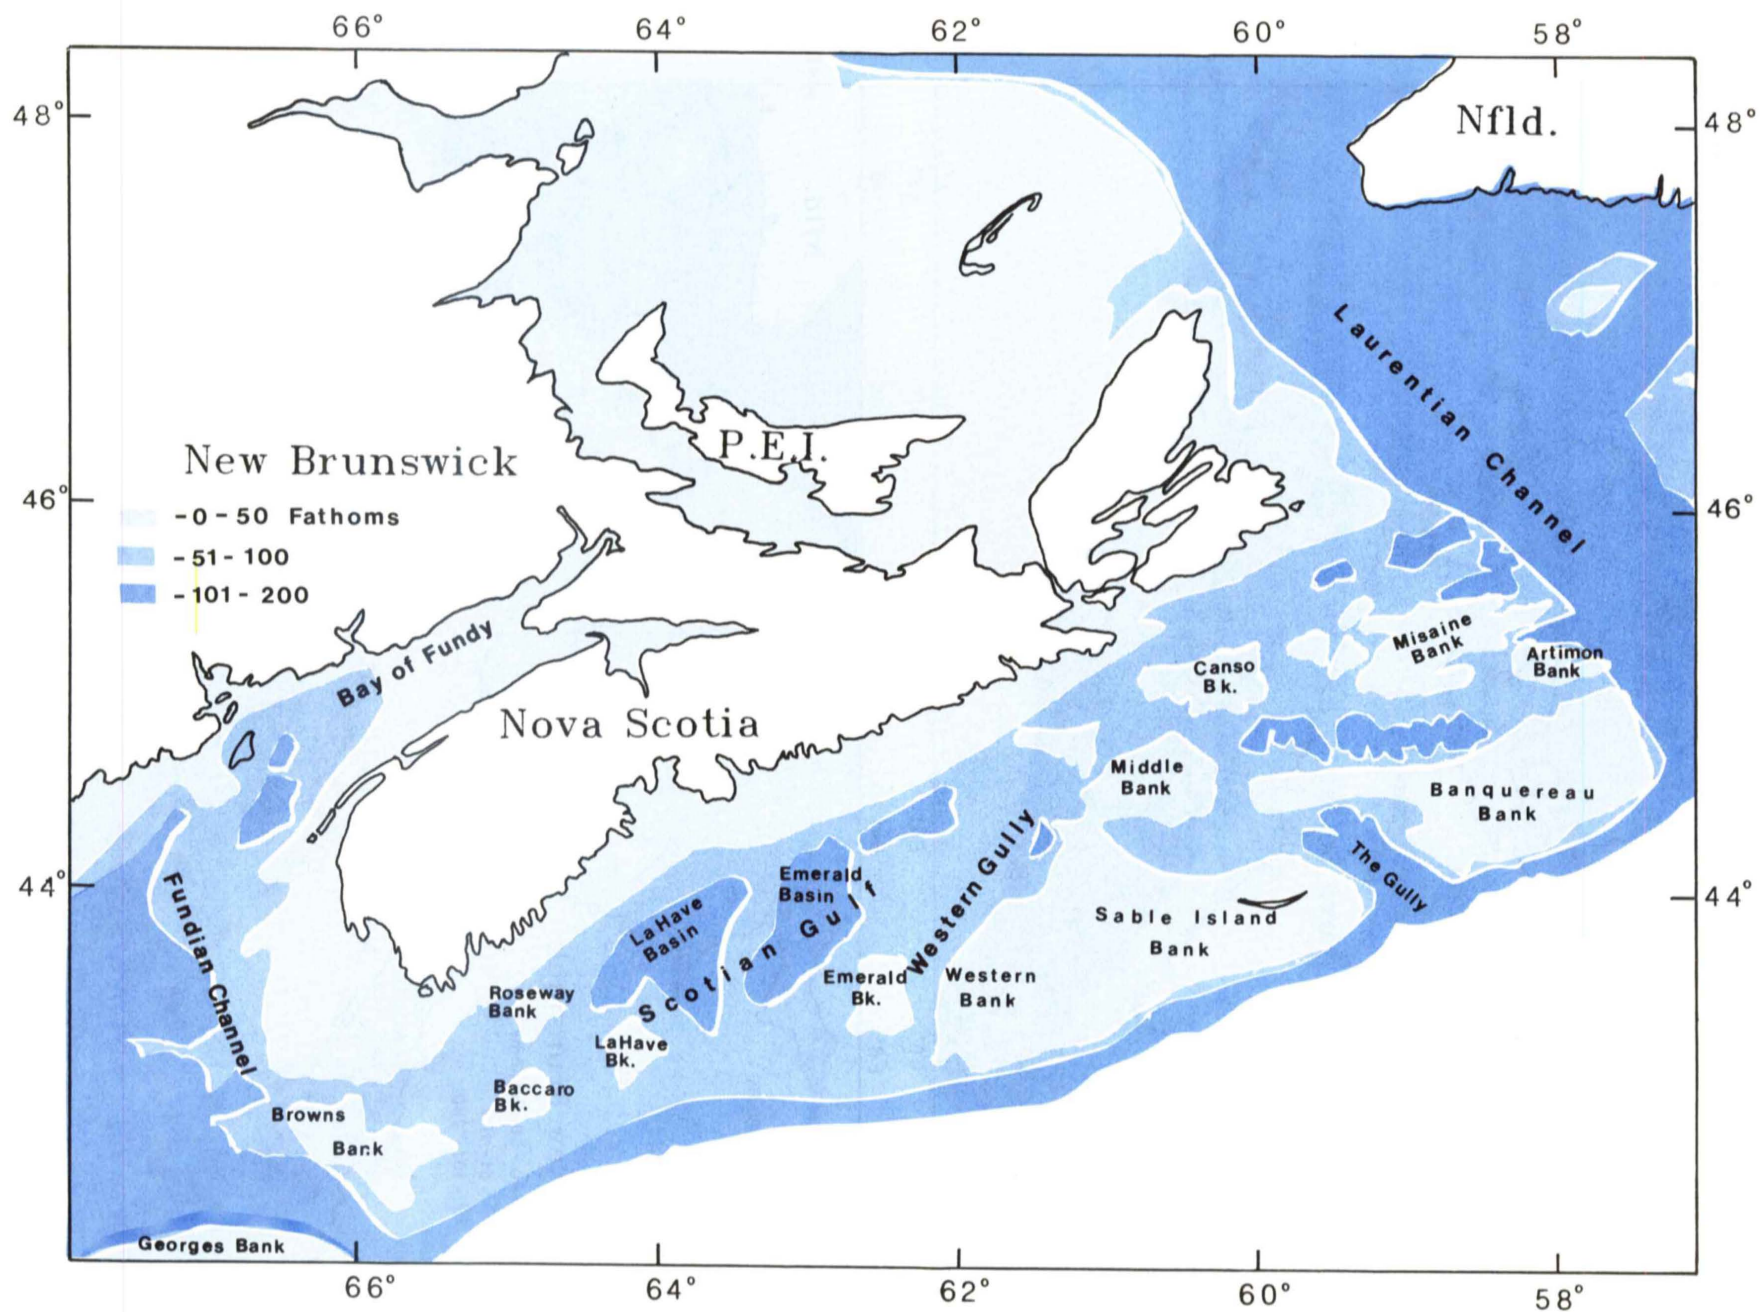 66° 64° 62° 60° 58°
48° 48°
Nfld.
Laurentian Channel
P.E.I.
New Brunswick
46° 46°
-0-50 Fathoms
-51-100
-101-200
Bay of Fundy
Misaine
Bank
Artimon
Bank
Canso
Bk.
Nova Scotia
Middle
Bank
Banquereau
Bank
The Gully
44° 44°
Emerald
Basin
LaHave
Basin
Scotian Gulf
Western Gully
Fundian Channel
Sable Island
Bank
Emerald
Bk.
Western
Bank
Roseway
Bank
LaHave
Bk.
Baccaro
Bk.
Browns
Bank
Georges Bank
66° 64° 62° 60° 58°